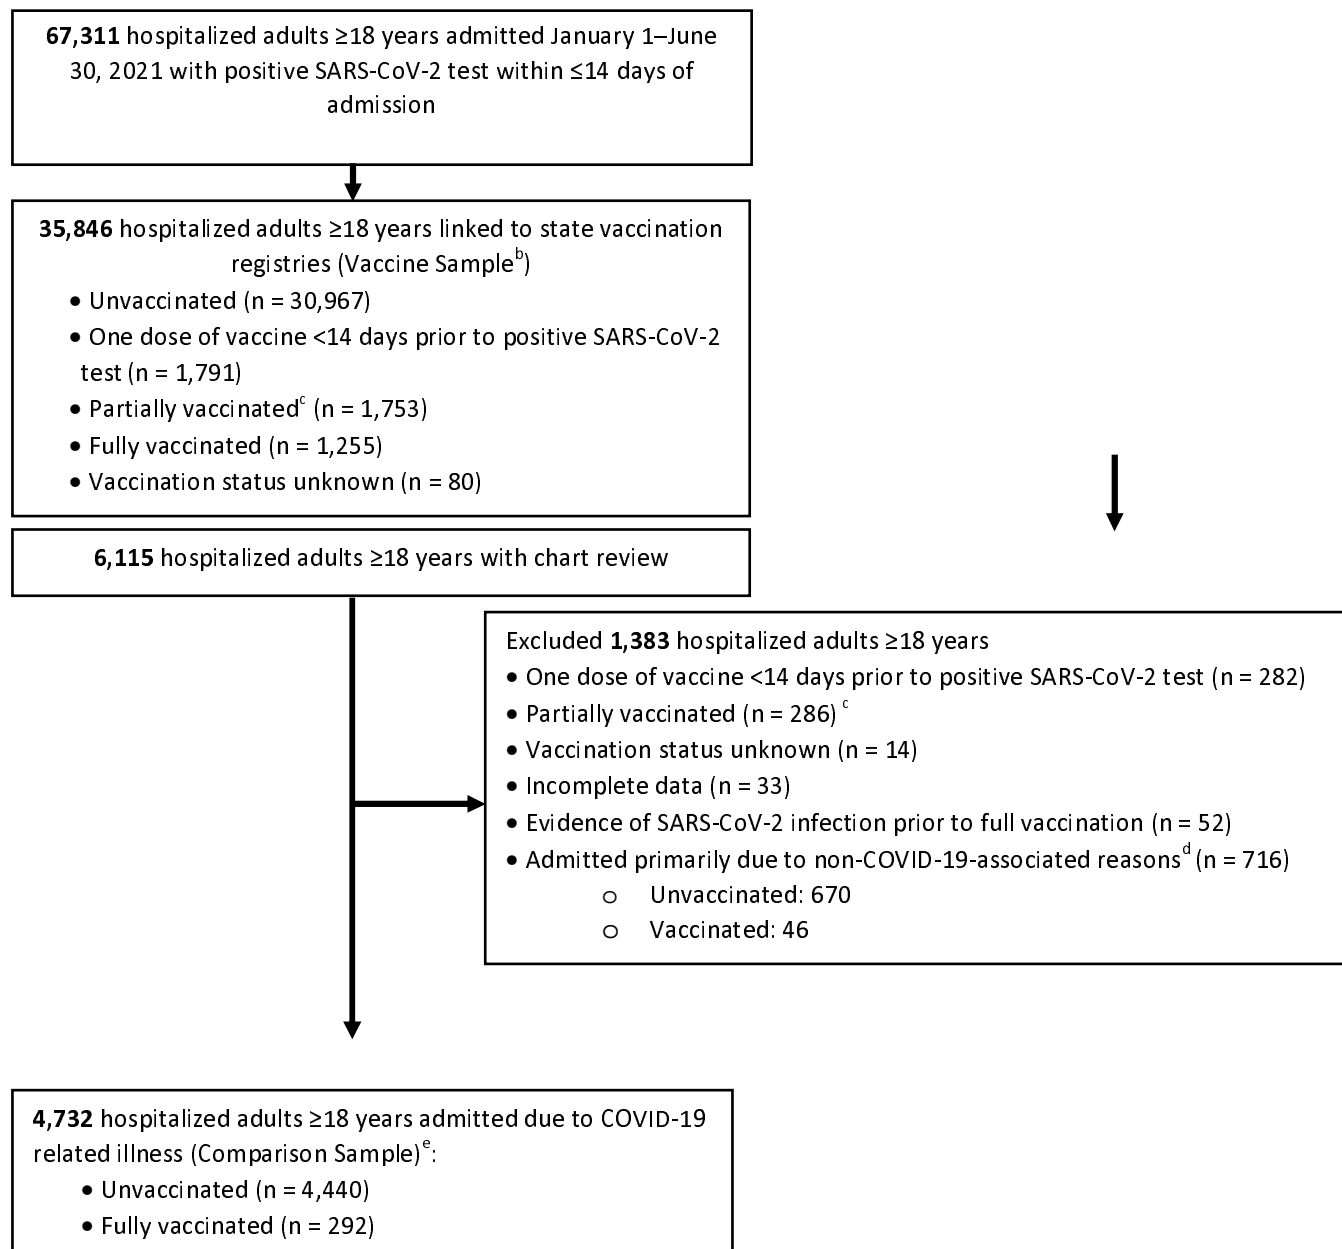 67,311 hospitalized adults ≥18 years admitted January 1–June
30, 2021 with positive SARS-CoV-2 test within ≤14 days of
admission
35,846 hospitalized adults ≥18 years linked to state vaccination
registries (Vaccine Sample^b)
• Unvaccinated (n = 30,967)
• One dose of vaccine <14 days prior to positive SARS-CoV-2
test (n = 1,791)
• Partially vaccinated^c (n = 1,753)
• Fully vaccinated (n = 1,255)
• Vaccination status unknown (n = 80)
6,115 hospitalized adults ≥18 years with chart review
Excluded 1,383 hospitalized adults ≥18 years
• One dose of vaccine <14 days prior to positive SARS-CoV-2 test (n = 282)
• Partially vaccinated (n = 286) ^c
• Vaccination status unknown (n = 14)
• Incomplete data (n = 33)
• Evidence of SARS-CoV-2 infection prior to full vaccination (n = 52)
• Admitted primarily due to non-COVID-19-associated reasons^d (n = 716)
o Unvaccinated: 670
o Vaccinated: 46
4,732 hospitalized adults ≥18 years admitted due to COVID-19
related illness (Comparison Sample)^e:
• Unvaccinated (n = 4,440)
• Fully vaccinated (n = 292)